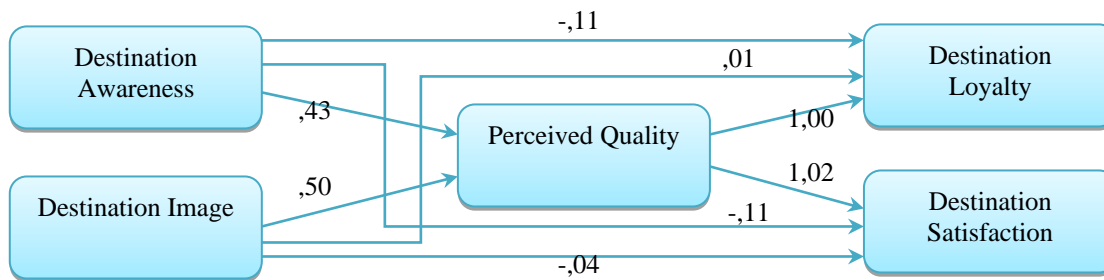 -,11
Destination
Awareness
,01
Destination
Loyalty
,43
Perceived Quality
1,00
,50
1,02
Destination Image
-,11
Destination
Satisfaction
-,04